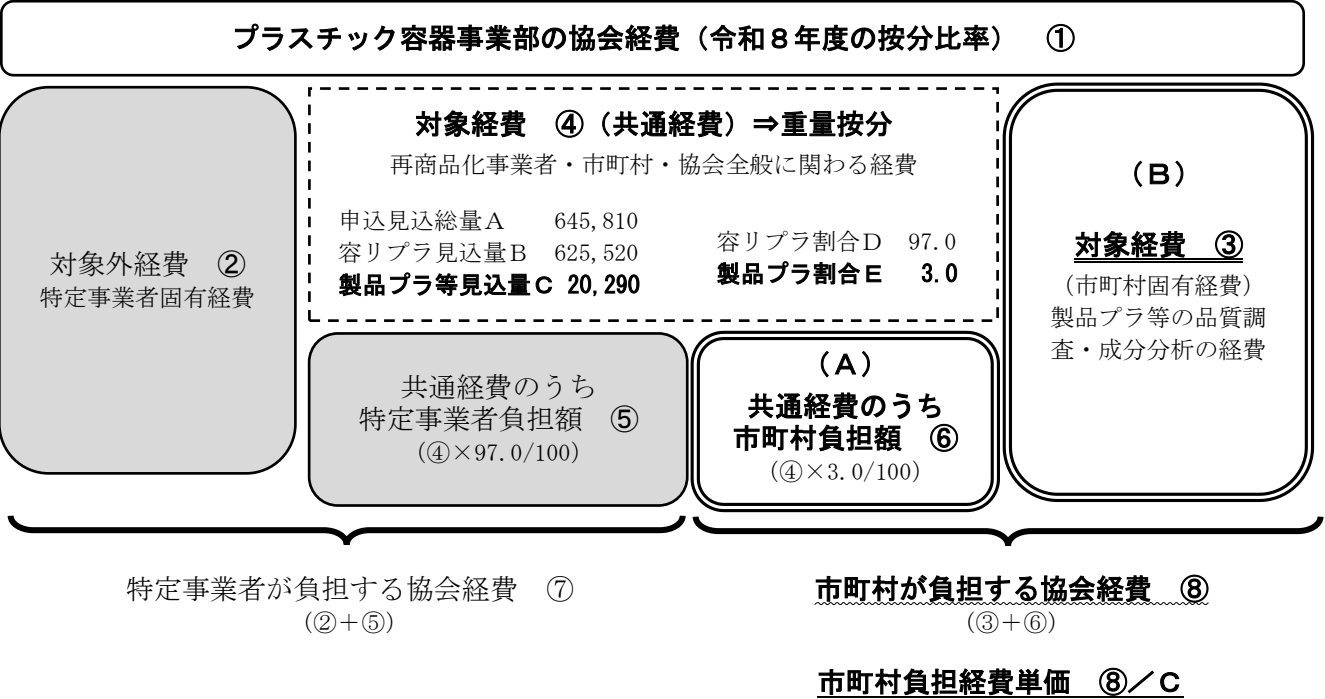 プラスチック容器事業部の協会経費（令和８年度の按分比率）　①
対象外経費　②
特定事業者固有経費
対象経費　④（共通経費）⇒重量按分
再商品化事業者・市町村・協会全般に関わる経費
申込見込総量Ａ　645,810
容リプラ見込量Ｂ　625,520
製品プラ等見込量Ｃ 20,290
容リプラ割合Ｄ　97.0
製品プラ割合Ｅ　3.0
共通経費のうち
特定事業者負担額　⑤
（④×97.0/100）
（Ａ）
共通経費のうち
市町村負担額　⑥
（④×3.0/100）
（Ｂ）
対象経費　③
（市町村固有経費）
製品プラ等の品質調
査・成分分析の経費
特定事業者が負担する協会経費　⑦
（②＋⑤）
市町村が負担する協会経費　⑧
（③＋⑥）
市町村負担経費単価　⑧／Ｃ